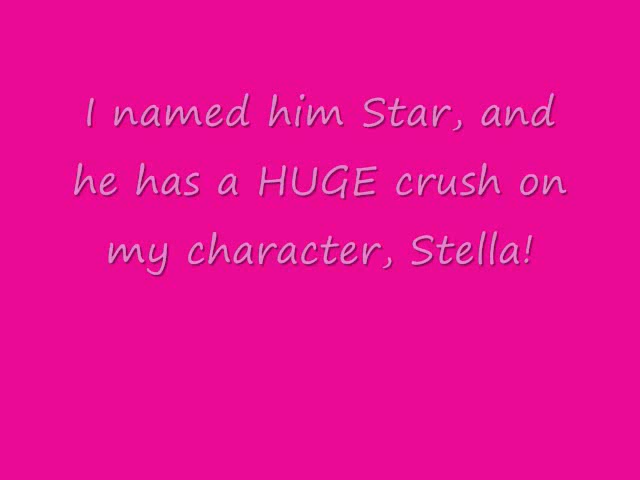 I named him Star, and
he has a HUGE crush on
my character, Stella!